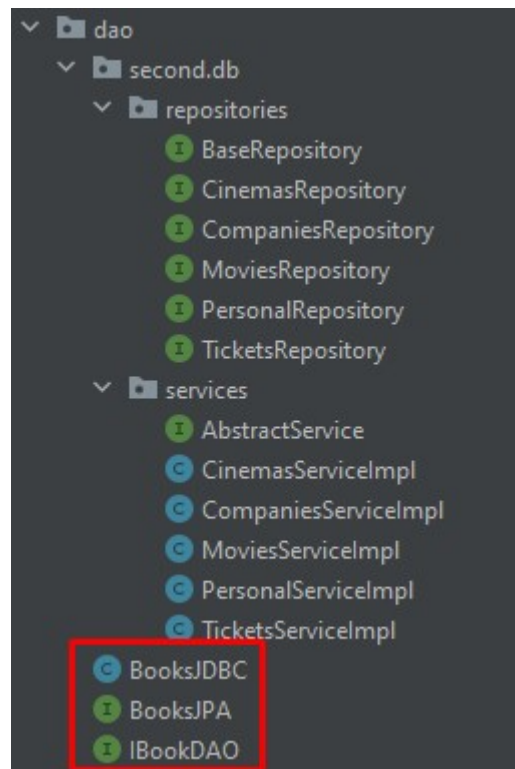 dao
second.db
repositories
I BaseRepository
I CinemasRepository
I CompaniesRepository
I MoviesRepository
I PersonalRepository
I TicketsRepository
services
I AbstractService
C CinemasServiceImpl
C CompaniesServiceImpl
C MoviesServiceImpl
C PersonalServiceImpl
C TicketsServiceImpl
C BooksJDBC
I BooksJPA
I IBookDAO